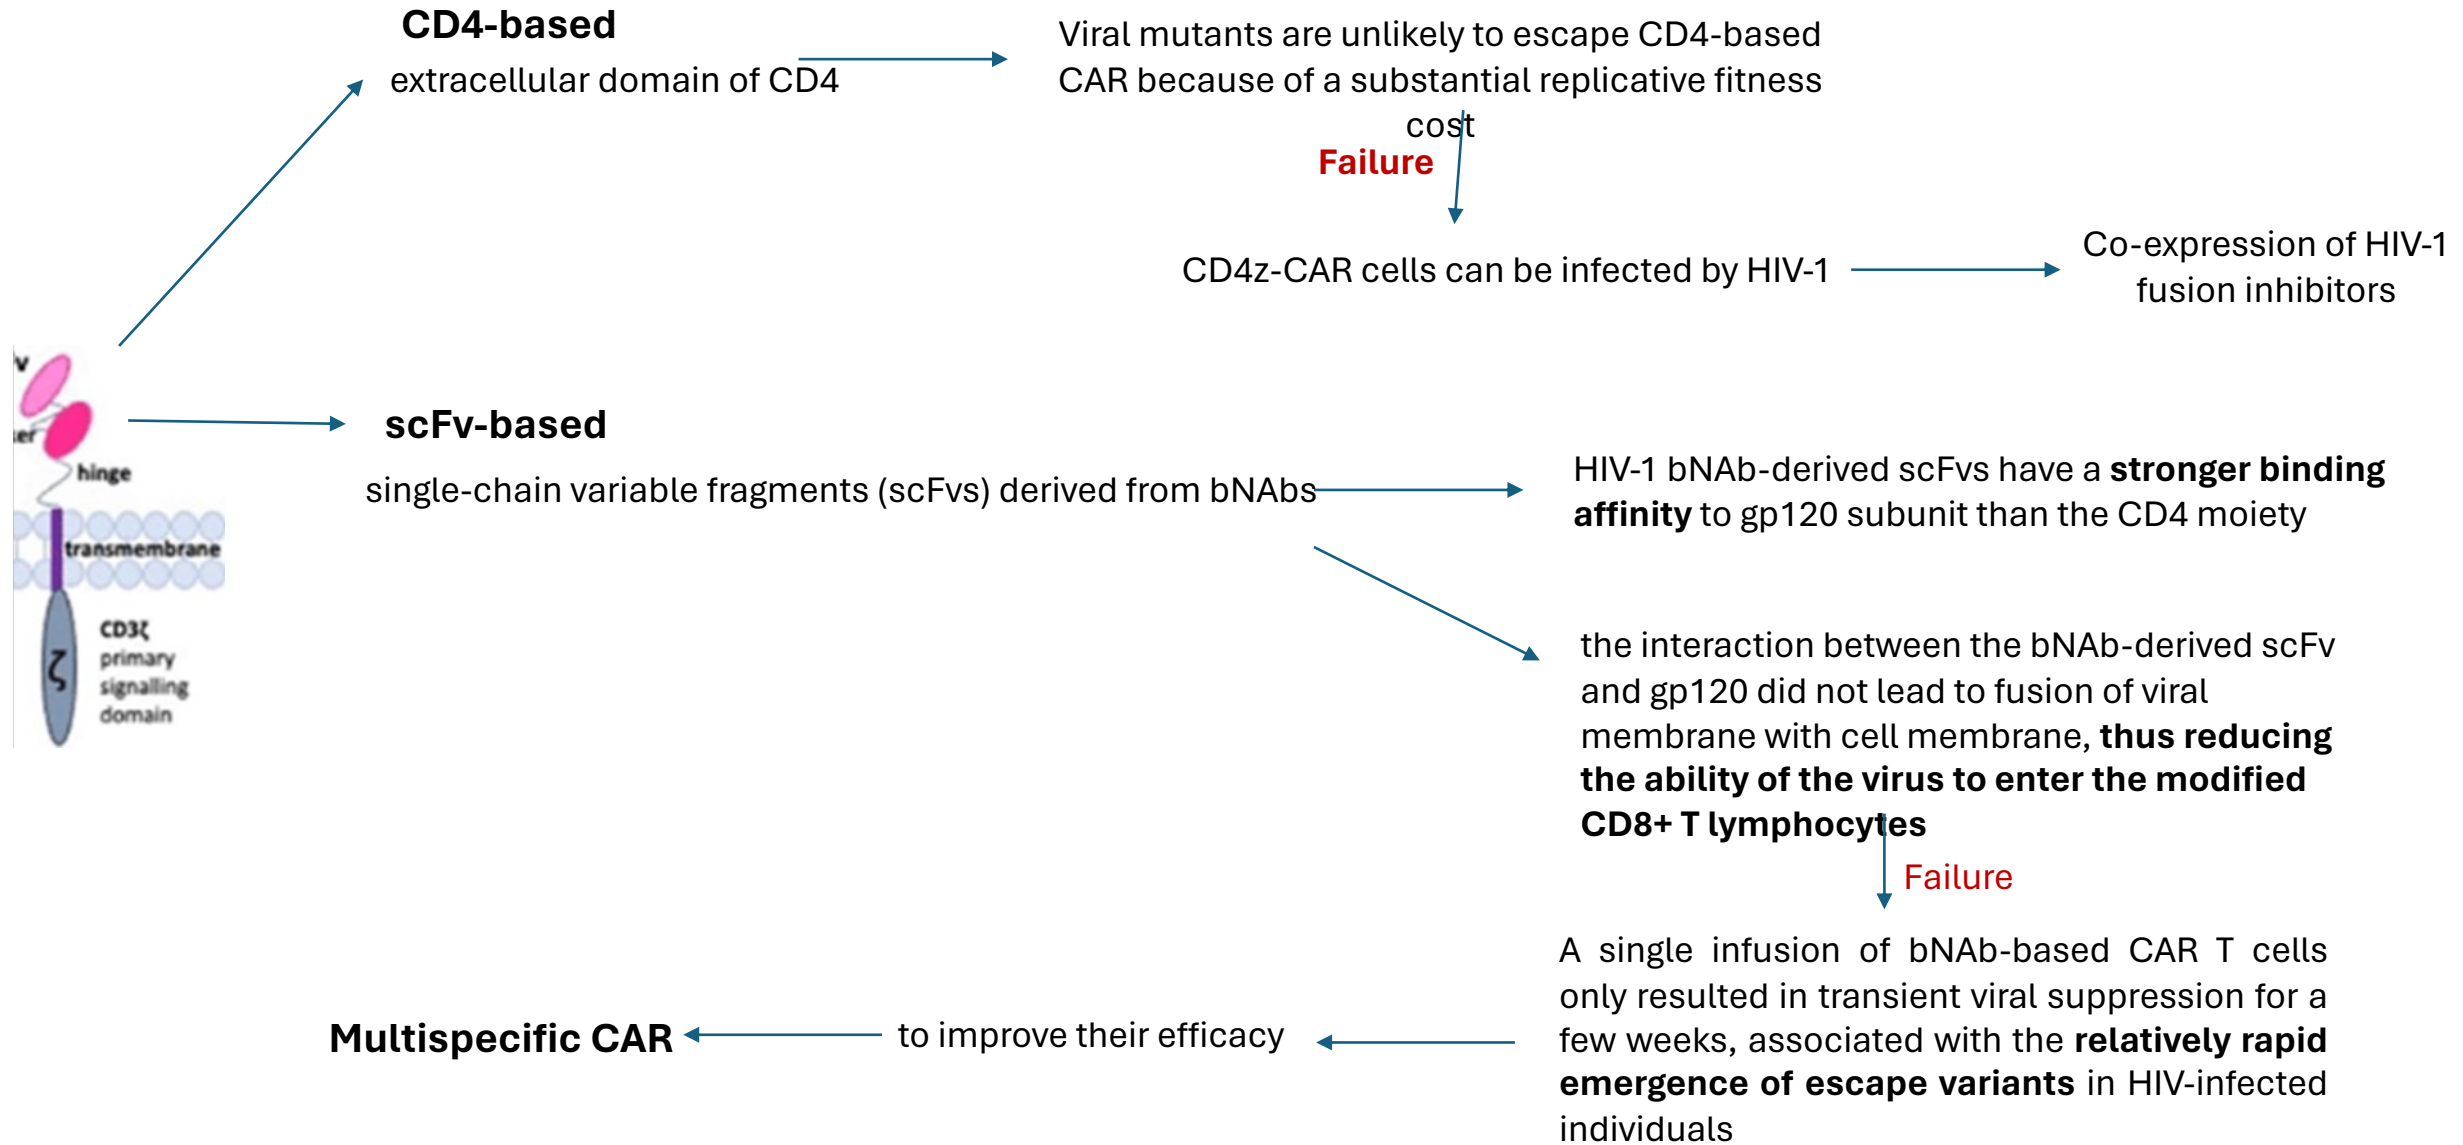 CD4-based
extracellular domain of CD4
Viral mutants are unlikely to escape CD4-based
CAR because of a substantial replicative fitness
cost
Failure
CD4z-CAR cells can be infected by HIV-1
Co-expression of HIV-1
fusion inhibitors
v
ker
hinge
transmembrane
ζ
CD3ζ
primary
signalling
domain
scFv-based
single-chain variable fragments (scFvs) derived from bNAbs
HIV-1 bNAb-derived scFvs have a stronger binding
affinity to gp120 subunit than the CD4 moiety
the interaction between the bNAb-derived scFv
and gp120 did not lead to fusion of viral
membrane with cell membrane, thus reducing
the ability of the virus to enter the modified
CD8+ T lymphocytes
Failure
A single infusion of bNAb-based CAR T cells
only resulted in transient viral suppression for a
few weeks, associated with the relatively rapid
emergence of escape variants in HIV-infected
individuals
to improve their efficacy
Multispecific CAR